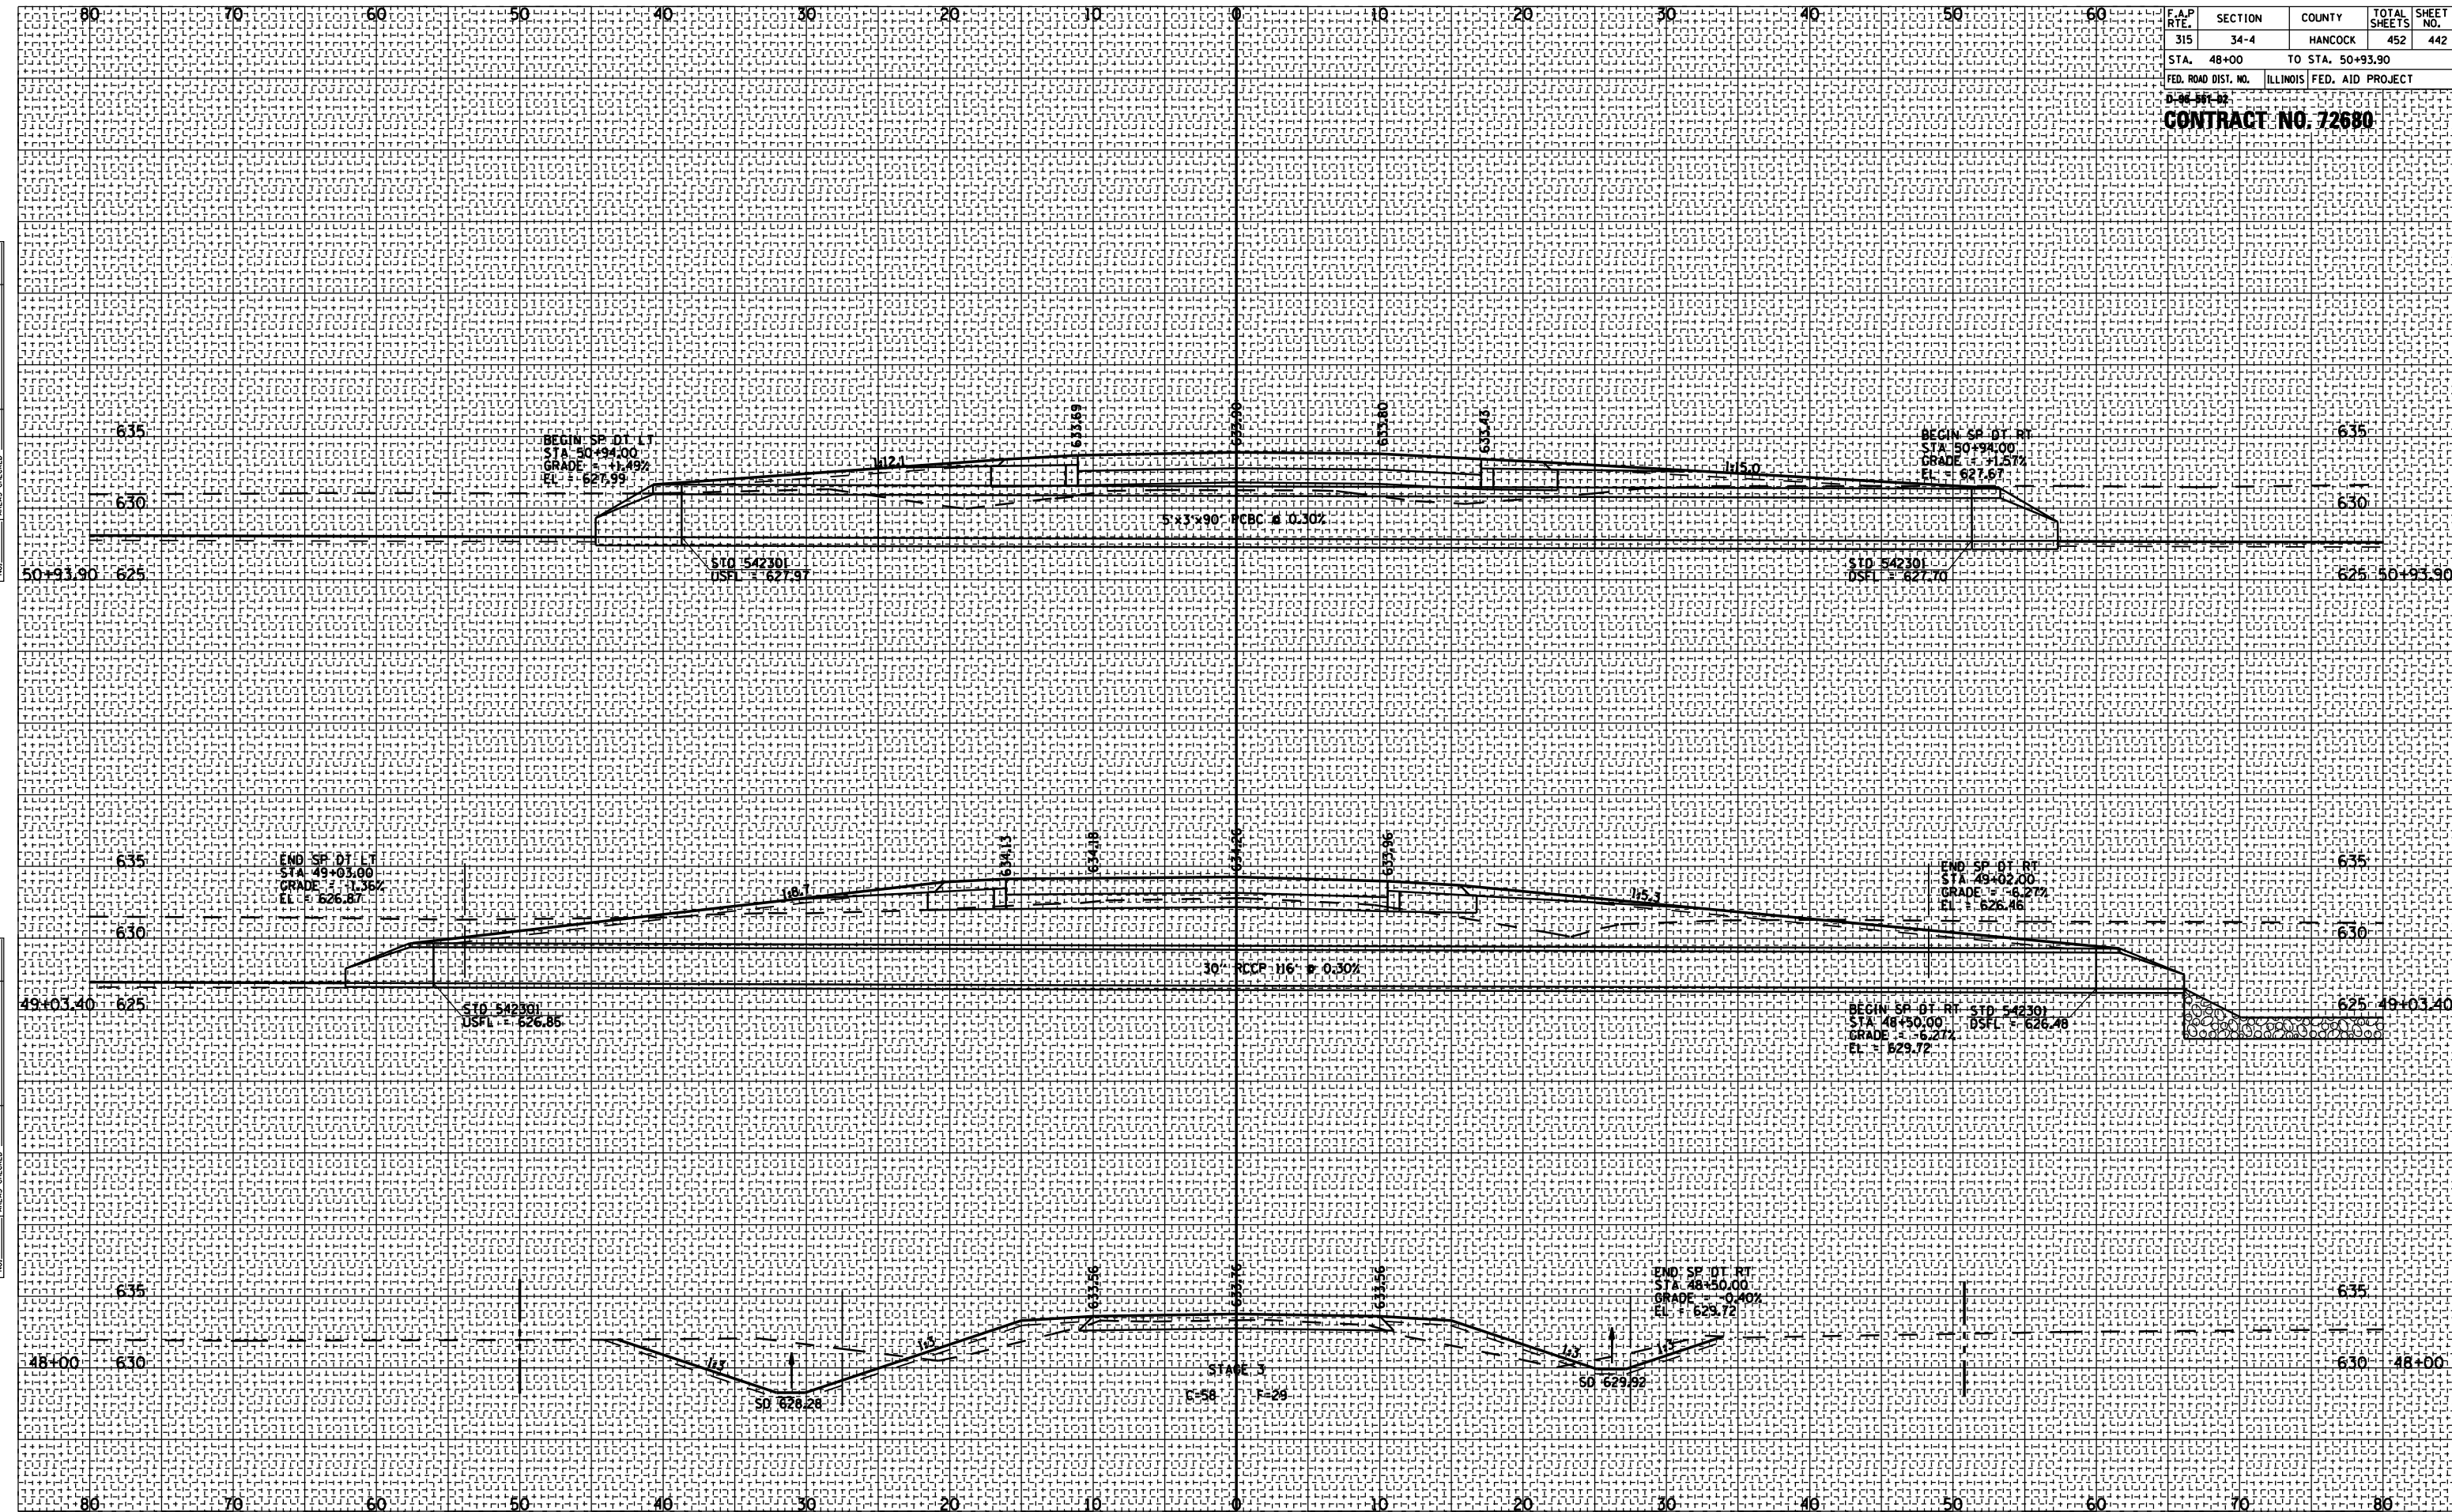 80 70 60 50 40 30 20 10 0 10 20 30 40 50 60
F.A.P RTE. SECTION COUNTY TOTAL SHEETS SHEET NO.
315 34-4 HANCOCK 452 442
STA. 48+00 TO STA. 50+93.90
FED. ROAD DIST. NO. ILLINOIS FED. AID PROJECT
CONTRACT NO. 72680
633.69 633.90 633.80 633.43
635 635
BEGIN SP DT LT
STA 50+94.00
GRADE = +1.49%
EL = 627.99
BEGIN SP DT RT
STA 50+94.00
GRADE = +1.57%
EL = 627.67
1:12.1 1:15.0
630 630
5'x3'x90' PCBC @ 0.30%
STD 542301
USFL = 627.97
STD 542301
DSFL = 627.70
50+93.90 625 625 50+93.90
634.13 634.18 634.26 633.96
635 635
END SP DT LT
STA 49+03.00
GRADE = -1.36%
EL = 626.87
END SP DT RT
STA 49+02.00
GRADE = -6.27%
EL = 626.46
1:8.7 1:5.3
630 630
30" RCCP 116' @ 0.30%
49+03.40 625 625 49+03.40
STD 542301
USFL = 626.85
BEGIN SP DT RT
STA 48+50.00
GRADE = -6.27%
EL = 629.72
STD 542301
DSFL = 626.48
633.56 633.76 633.56
635 635
END SP DT RT
STA 48+50.00
GRADE = -0.40%
EL = 629.72
1:3 1:3 1:3 1:3
48+00 630 630 48+00
STAGE 3
SD 628.28 SD 629.92
C=58 F=29
80 70 60 50 40 30 20 10 0 10 20 30 40 50 60 70 80